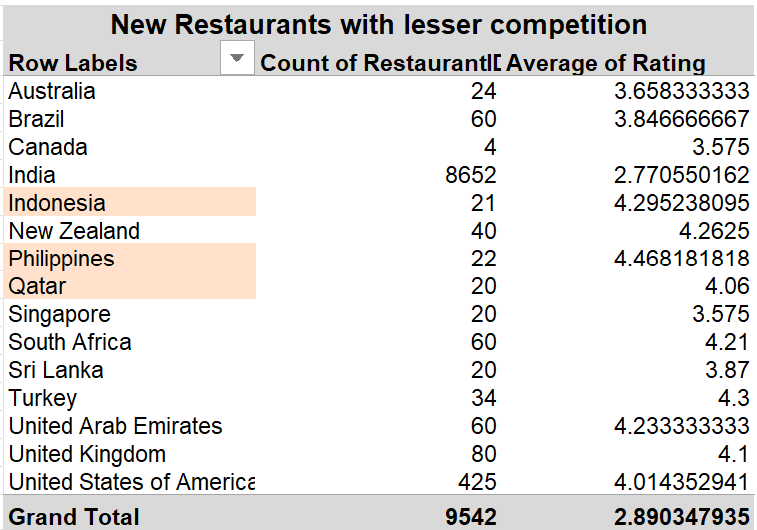 New Restaurants with lesser competition
Row Labels Count of RestaurantID Average of Rating
Australia 24 3.658333333
Brazil 60 3.846666667
Canada 4 3.575
India 8652 2.770550162
Indonesia 21 4.295238095
New Zealand 40 4.2625
Philippines 22 4.468181818
Qatar 20 4.06
Singapore 20 3.575
South Africa 60 4.21
Sri Lanka 20 3.87
Turkey 34 4.3
United Arab Emirates 60 4.233333333
United Kingdom 80 4.1
United States of America 425 4.014352941
Grand Total 9542 2.890347935